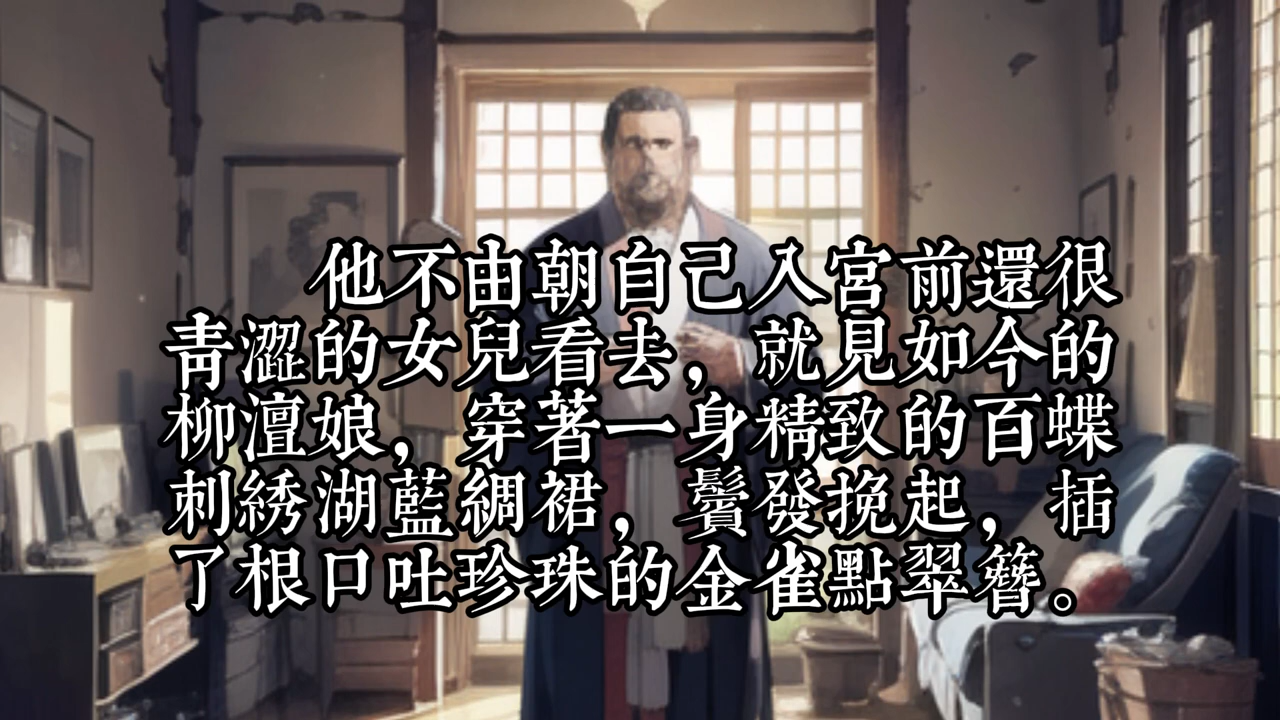 他不由朝自己入宮前還很
靑澀的女兒看去，就見如今的
柳澶娘，穿著一身精致的百蝶
刺綉湖藍綢裙，鬢發挽起，插
了根口吐珍珠的金雀點翠簪。